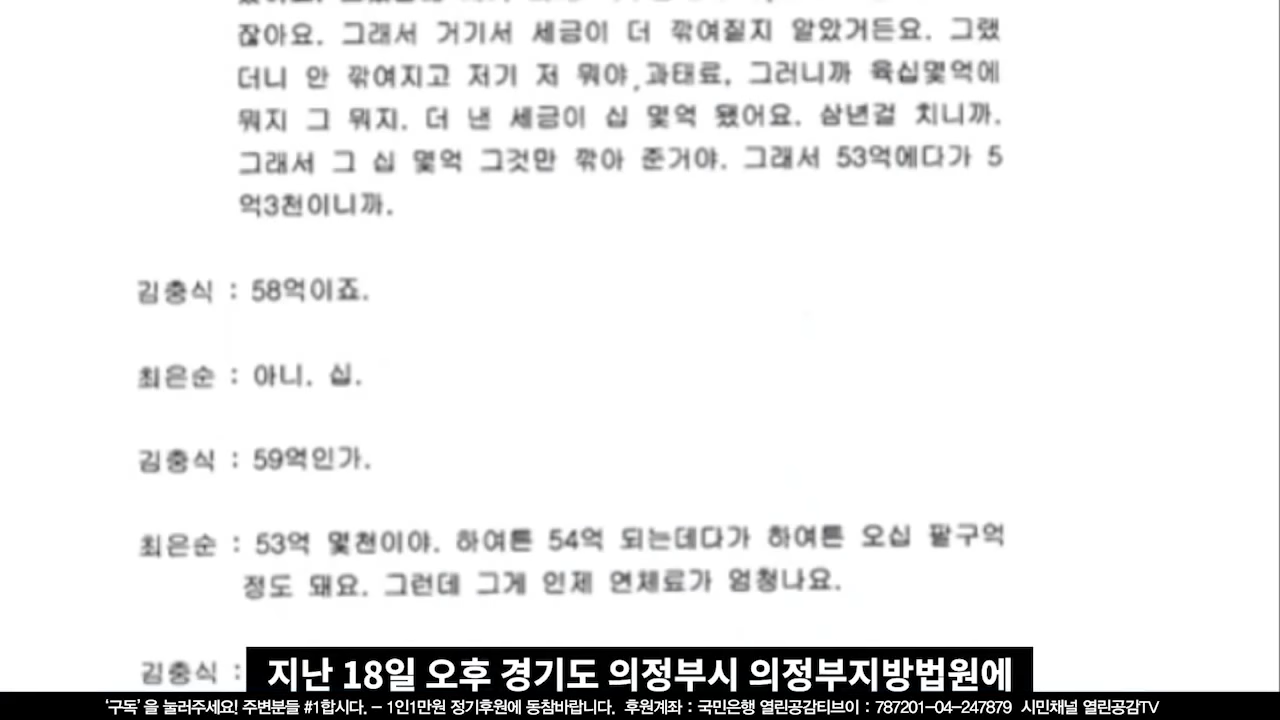 잖아요. 그래서 거기서 세금이 더 깎여질지 알았거든요. 그랬
더니 안 깎여지고 저기 저 뭐야,과태료, 그러니까 육십몇억에
뭐지 그 뭐지. 더 낸 세금이 십 몇억 됐어요. 삼년걸 치니까.
그래서 그 십 몇억 그것만 깎아 준거야. 그래서 53억에다가 5
억3천이니까.
김충식 : 58억이죠.
최은순 : 아니. 십.
김충식 : 59억인가.
최은순 : 53억 몇천이야. 하여튼 54억 되는데다가 하여튼 오십 팔구억
정도 돼요. 그런데 그게 인제 연체료가 엄청나요.
김충식 :
지난 18일 오후 경기도 의정부시 의정부지방법원에
‘구독’을 눌러주세요! 주변분들 #1합시다. - 1인1만원 정기후원에 동참바랍니다. 후원계좌 : 국민은행 열린공감티브이 : 787201-04-247879 시민채널 열린공감TV